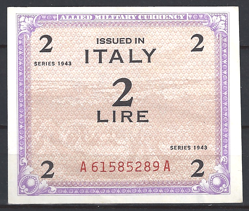 ALLIED MILITARY CURRENCY
2 ISSUED IN 2
ITALY
SERIES 1943
2
LIRE
SERIES 1943
2 A 61585289 A 2